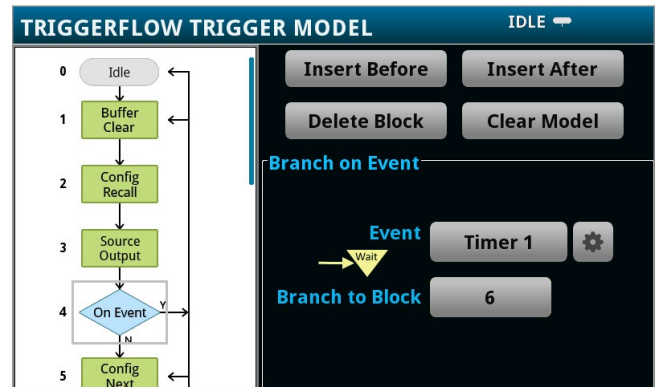 TRIGGERFLOW TRIGGER MODEL
IDLE
0 Idle
1 Buffer
Clear
2 Config
Recall
3 Source
Output
4 On Event Y
N
5 Config
Next
Insert Before
Insert After
Delete Block
Clear Model
Branch on Event
Event Timer 1
Wait
Branch to Block 6